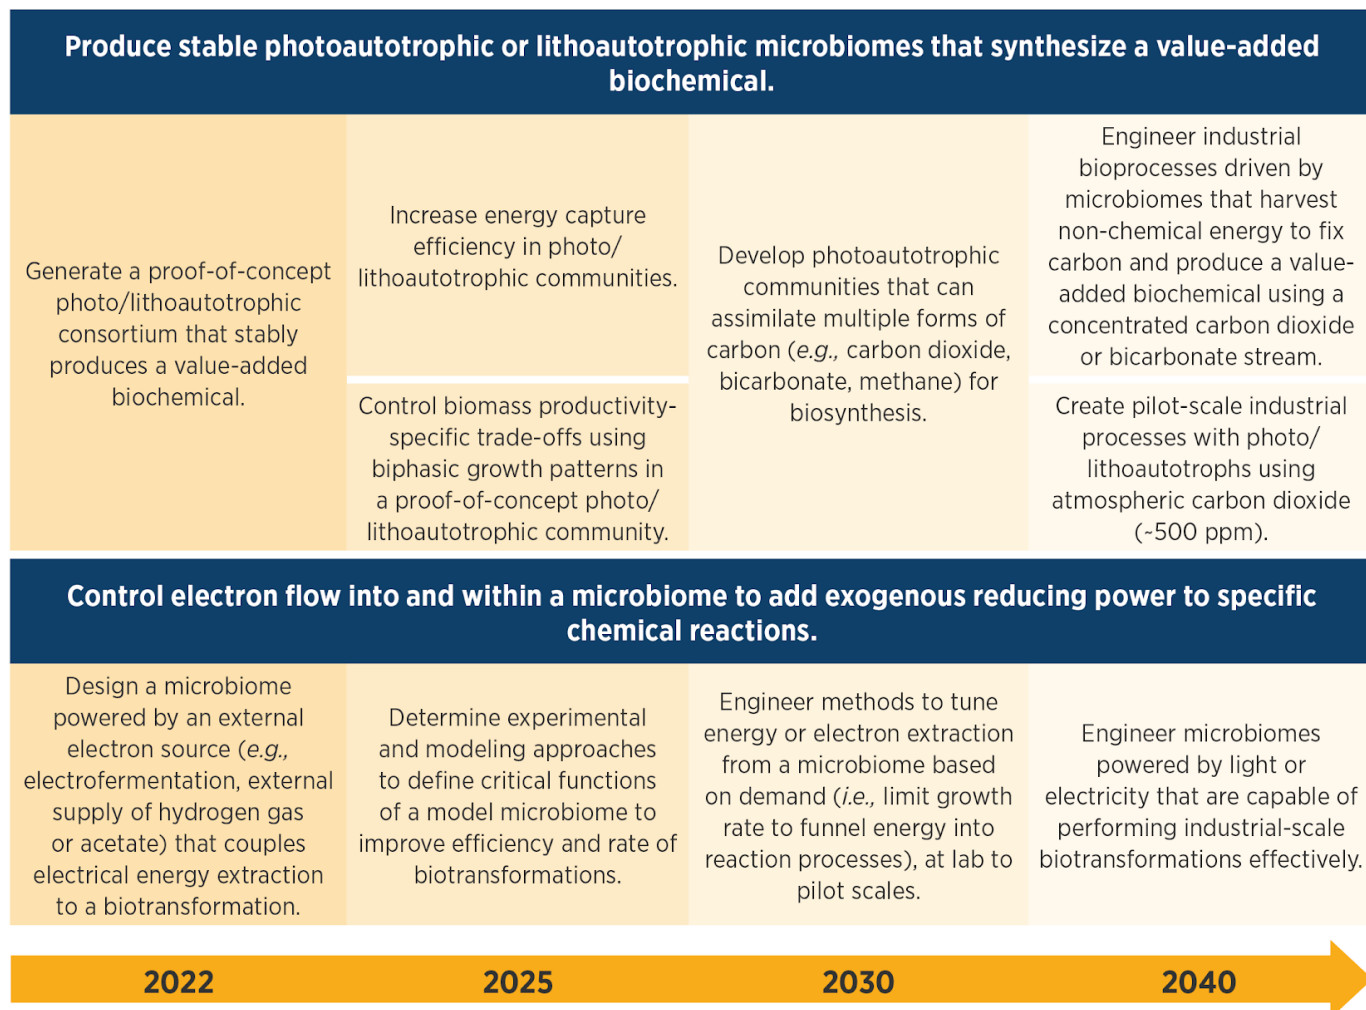 Produce stable photoautotrophic or lithoautotrophic microbiomes that synthesize a value-added
biochemical.
Generate a proof-of-concept
photo/lithoautotrophic
consortium that stably
produces a value-added
biochemical.
Increase energy capture
efficiency in photo/
lithoautotrophic communities.
Control biomass productivity-
specific trade-offs using
biphasic growth patterns in
a proof-of-concept photo/
lithoautotrophic community.
Develop photoautotrophic
communities that can
assimilate multiple forms of
carbon (e.g., carbon dioxide,
bicarbonate, methane) for
biosynthesis.
Engineer industrial
bioprocesses driven by
microbiomes that harvest
non-chemical energy to fix
carbon and produce a value-
added biochemical using a
concentrated carbon dioxide
or bicarbonate stream.
Create pilot-scale industrial
processes with photo/
lithoautotrophs using
atmospheric carbon dioxide
(~500 ppm).
Control electron flow into and within a microbiome to add exogenous reducing power to specific
chemical reactions.
Design a microbiome
powered by an external
electron source (e.g.,
electrofermentation, external
supply of hydrogen gas
or acetate) that couples
electrical energy extraction
to a biotransformation.
Determine experimental
and modeling approaches
to define critical functions
of a model microbiome to
improve efficiency and rate of
biotransformations.
Engineer methods to tune
energy or electron extraction
from a microbiome based
on demand (i.e., limit growth
rate to funnel energy into
reaction processes), at lab to
pilot scales.
Engineer microbiomes
powered by light or
electricity that are capable of
performing industrial-scale
biotransformations effectively.
2022
2025
2030
2040